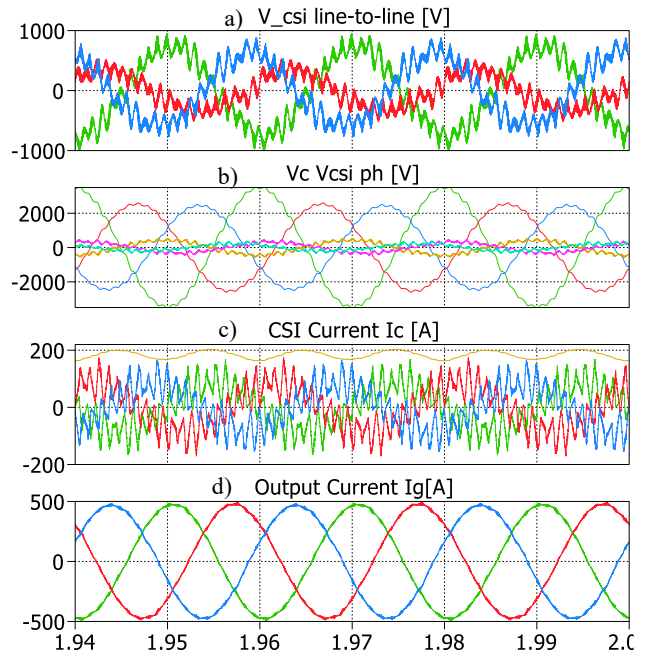 a) V_csi line-to-line [V]
1000
0
-1000
b) Vc Vcsi ph [V]
2000
0
-2000
c) CSI Current Ic [A]
200
0
-200
d) Output Current Ig[A]
500
0
-500
1.94 1.95 1.96 1.97 1.98 1.99 2.0